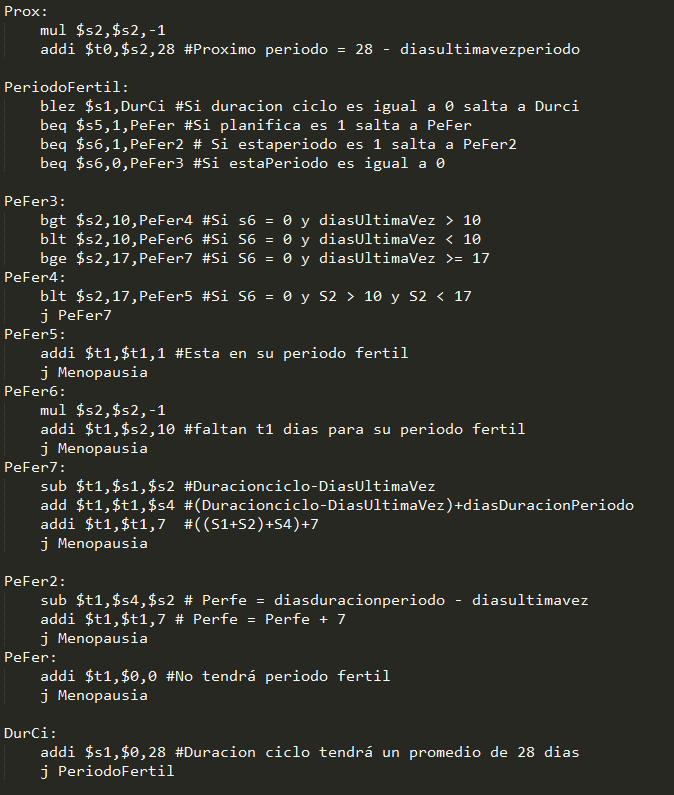 Prox:
    mul $s2,$s2,-1
    addi $t0,$s2,28 #Proximo periodo = 28 - diasultimavezperiodo

PeriodoFertil:
    blez $s1,DurCi #Si duracion ciclo es igual a 0 salta a Durci
    beq $s5,1,PeFer #Si planifica es 1 salta a PeFer
    beq $s6,1,PeFer2 # Si estaperiodo es 1 salta a PeFer2
    beq $s6,0,PeFer3 #Si estaPeriodo es igual a 0

PeFer3:
    bgt $s2,10,PeFer4 #Si s6 = 0 y diasUltimaVez > 10
    blt $s2,10,PeFer6 #Si S6 = 0 y diasUltimaVez < 10
    bge $s2,17,PeFer7 #Si S6 = 0 y diasUltimaVez >= 17
PeFer4:
    blt $s2,17,PeFer5 #Si S6 = 0 y S2 > 10 y S2 < 17
    j PeFer7
PeFer5:
    addi $t1,$t1,1 #Esta en su periodo fertil
    j Menopausia
PeFer6:
    mul $s2,$s2,-1
    addi $t1,$s2,10 #faltan t1 dias para su periodo fertil
    j Menopausia
PeFer7:
    sub $t1,$s1,$s2 #Duracionciclo-DiasUltimaVez
    add $t1,$t1,$s4 #(Duracionciclo-DiasUltimaVez)+diasDuracionPeriodo
    addi $t1,$t1,7  #((S1+S2)+S4)+7
    j Menopausia

PeFer2:
    sub $t1,$s4,$s2 # Perfe = diasduracionperiodo - diasultimavez
    addi $t1,$t1,7 # Perfe = Perfe + 7
    j Menopausia
PeFer:
    addi $t1,$0,0 #No tendrá periodo fertil
    j Menopausia

DurCi:
    addi $s1,$0,28 #Duracion ciclo tendrá un promedio de 28 dias
    j PeriodoFertil